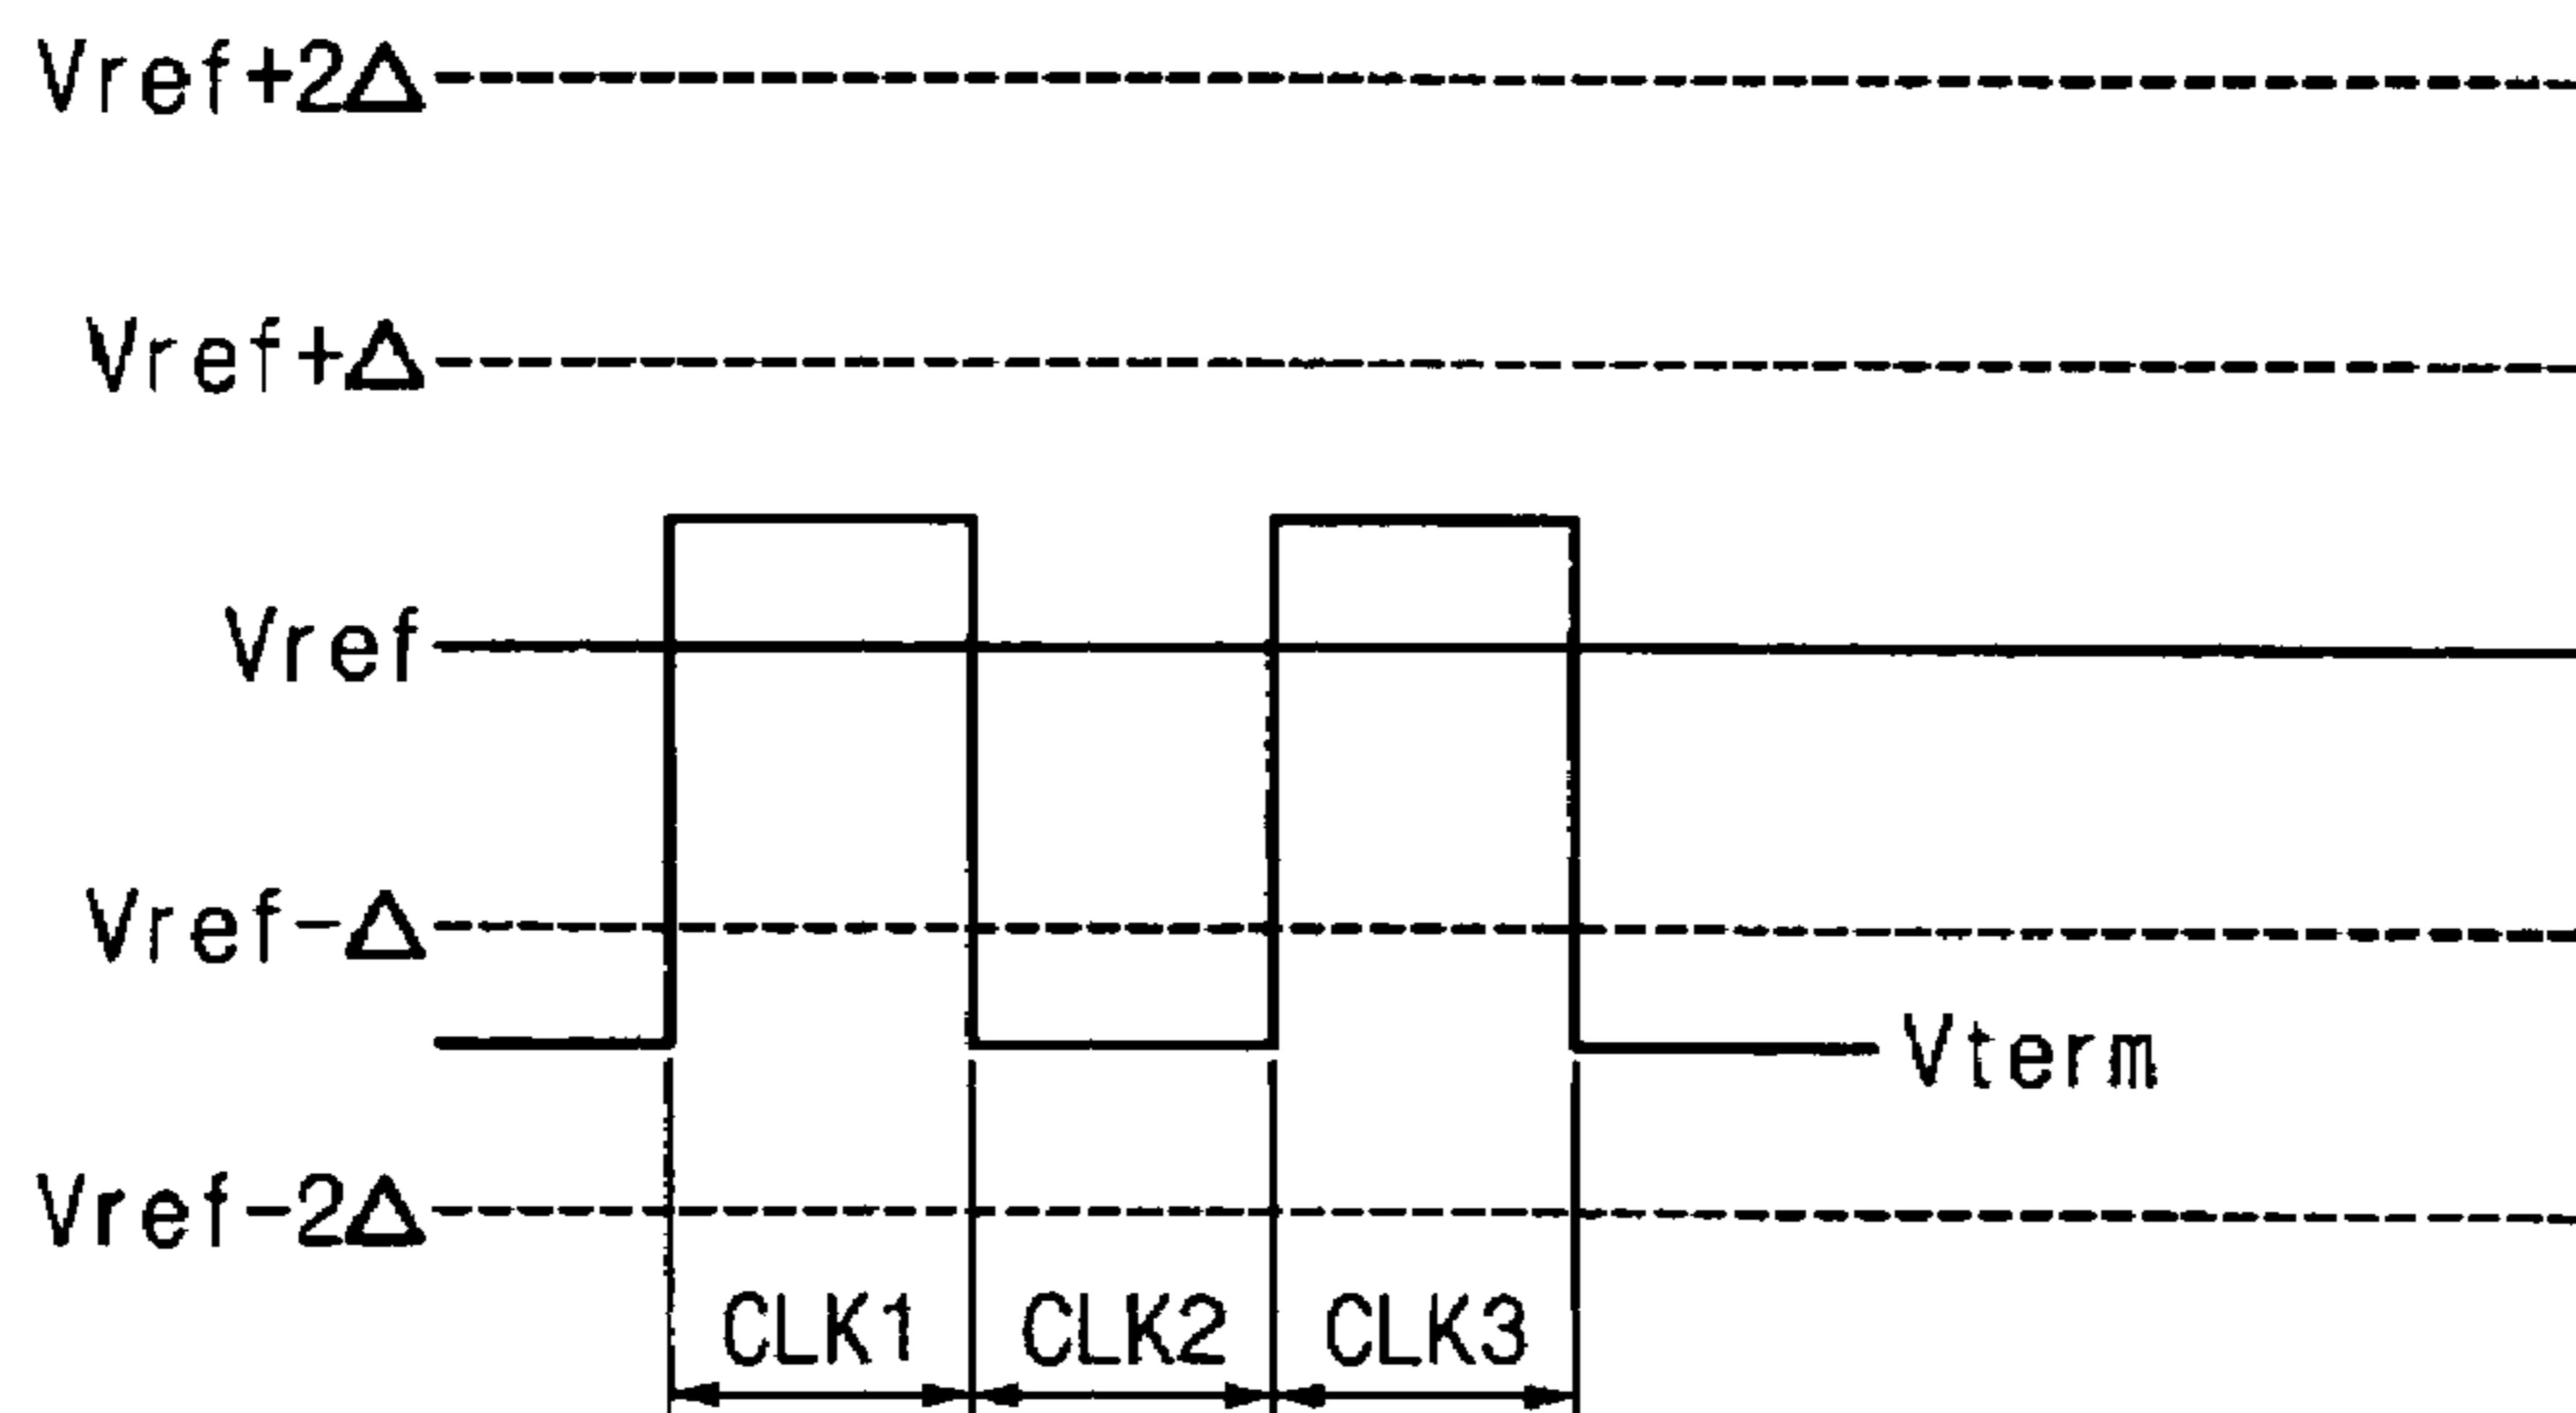 Vref+2Δ
Vref+Δ
Vref
Vref-Δ
Vterm
Vref-2Δ
CLK1 CLK2 CLK3